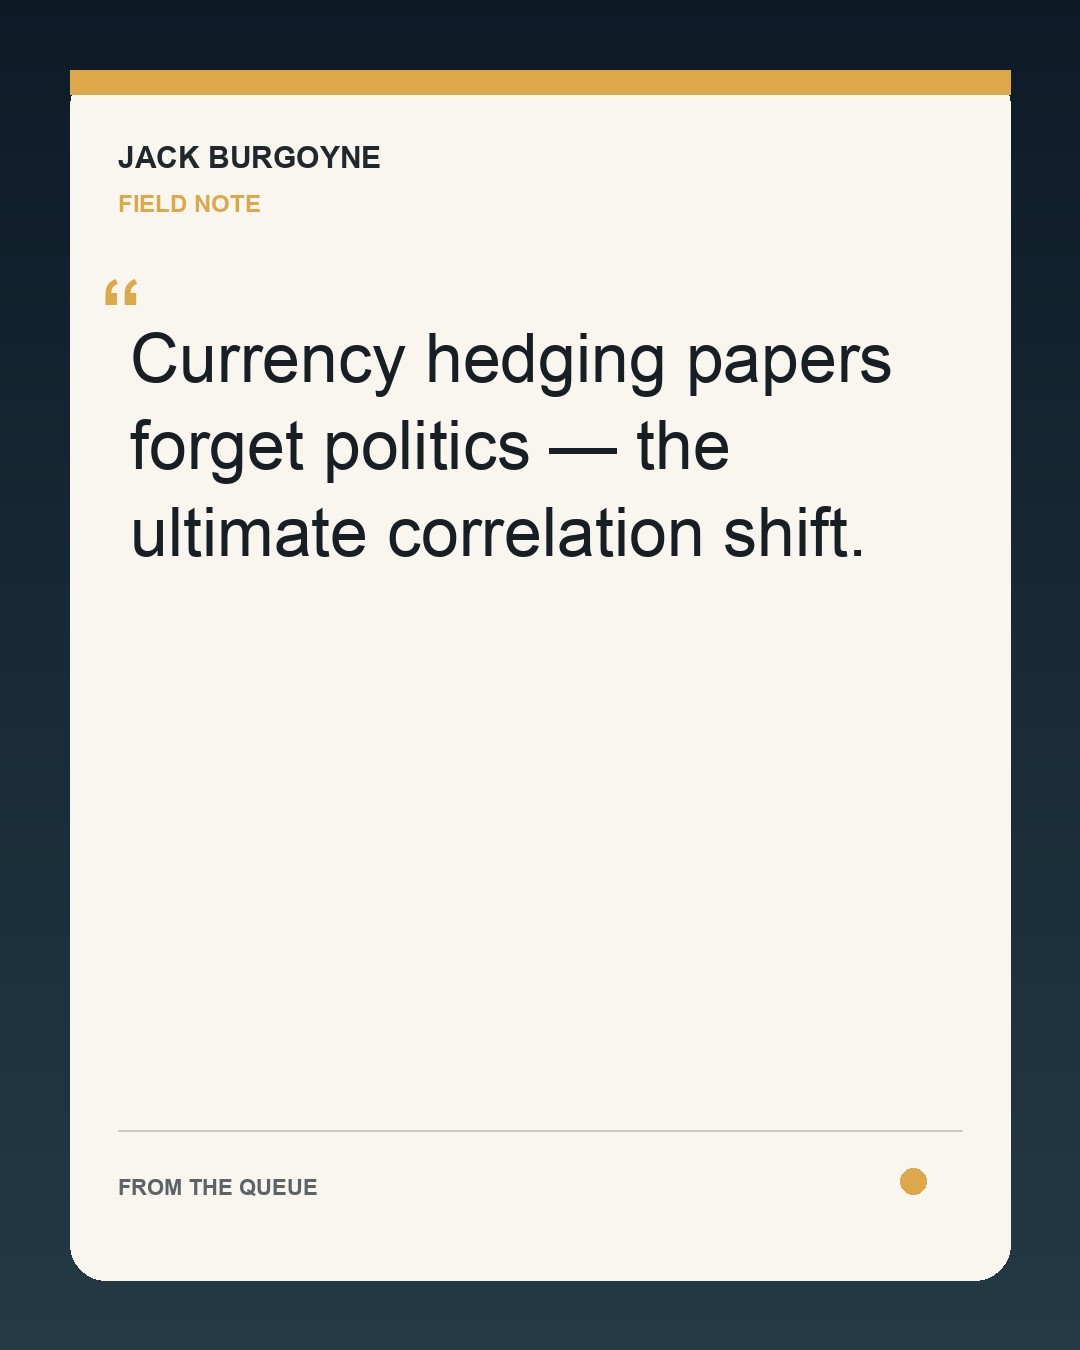 JACK BURGOYNE
FIELD NOTE
“
Currency hedging papers
forget politics — the
ultimate correlation shift.
FROM THE QUEUE